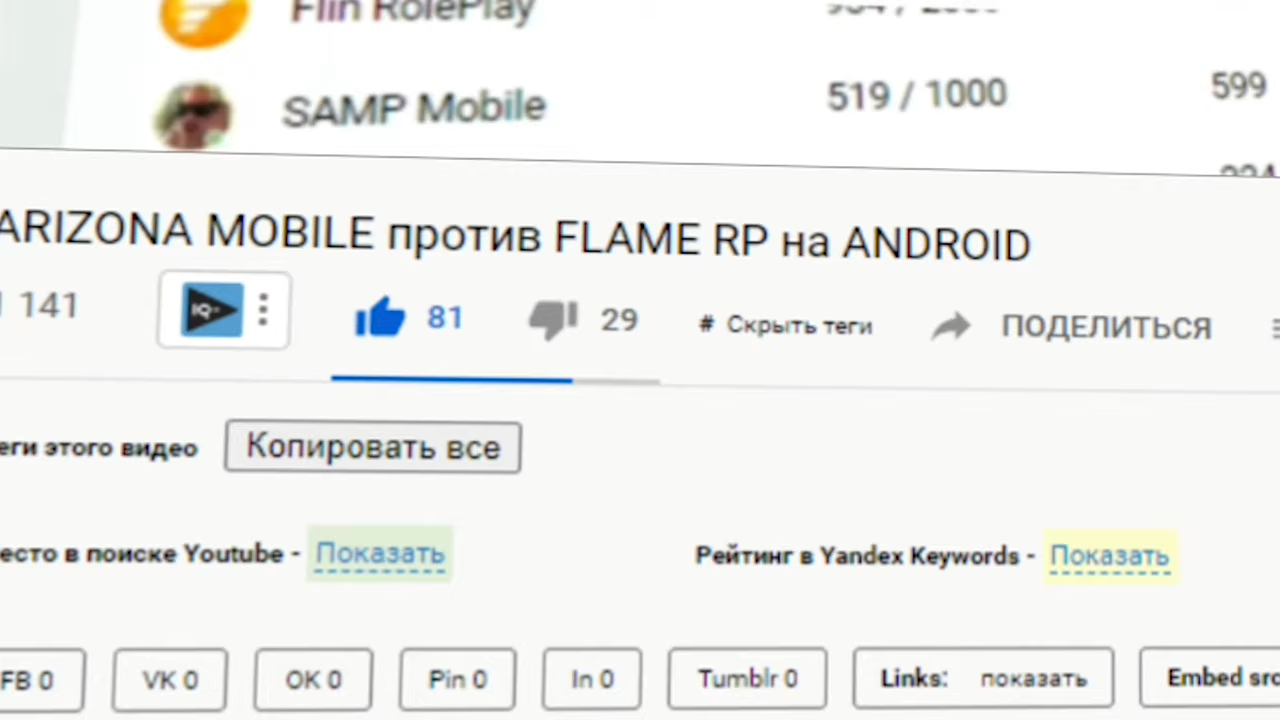 Flin RolePlay
SAMP Mobile 519 / 1000 599
ARIZONA MOBILE против FLAME RP на ANDROID
141 IQ 81 29 # Скрыть теги ПОДЕЛИТЬСЯ
еги этого видео Копировать все
есто в поиске Youtube - Показать Рейтинг в Yandex Keywords - Показать
FB 0 VK 0 OK 0 Pin 0 In 0 Tumblr 0 Links: показать Embed src